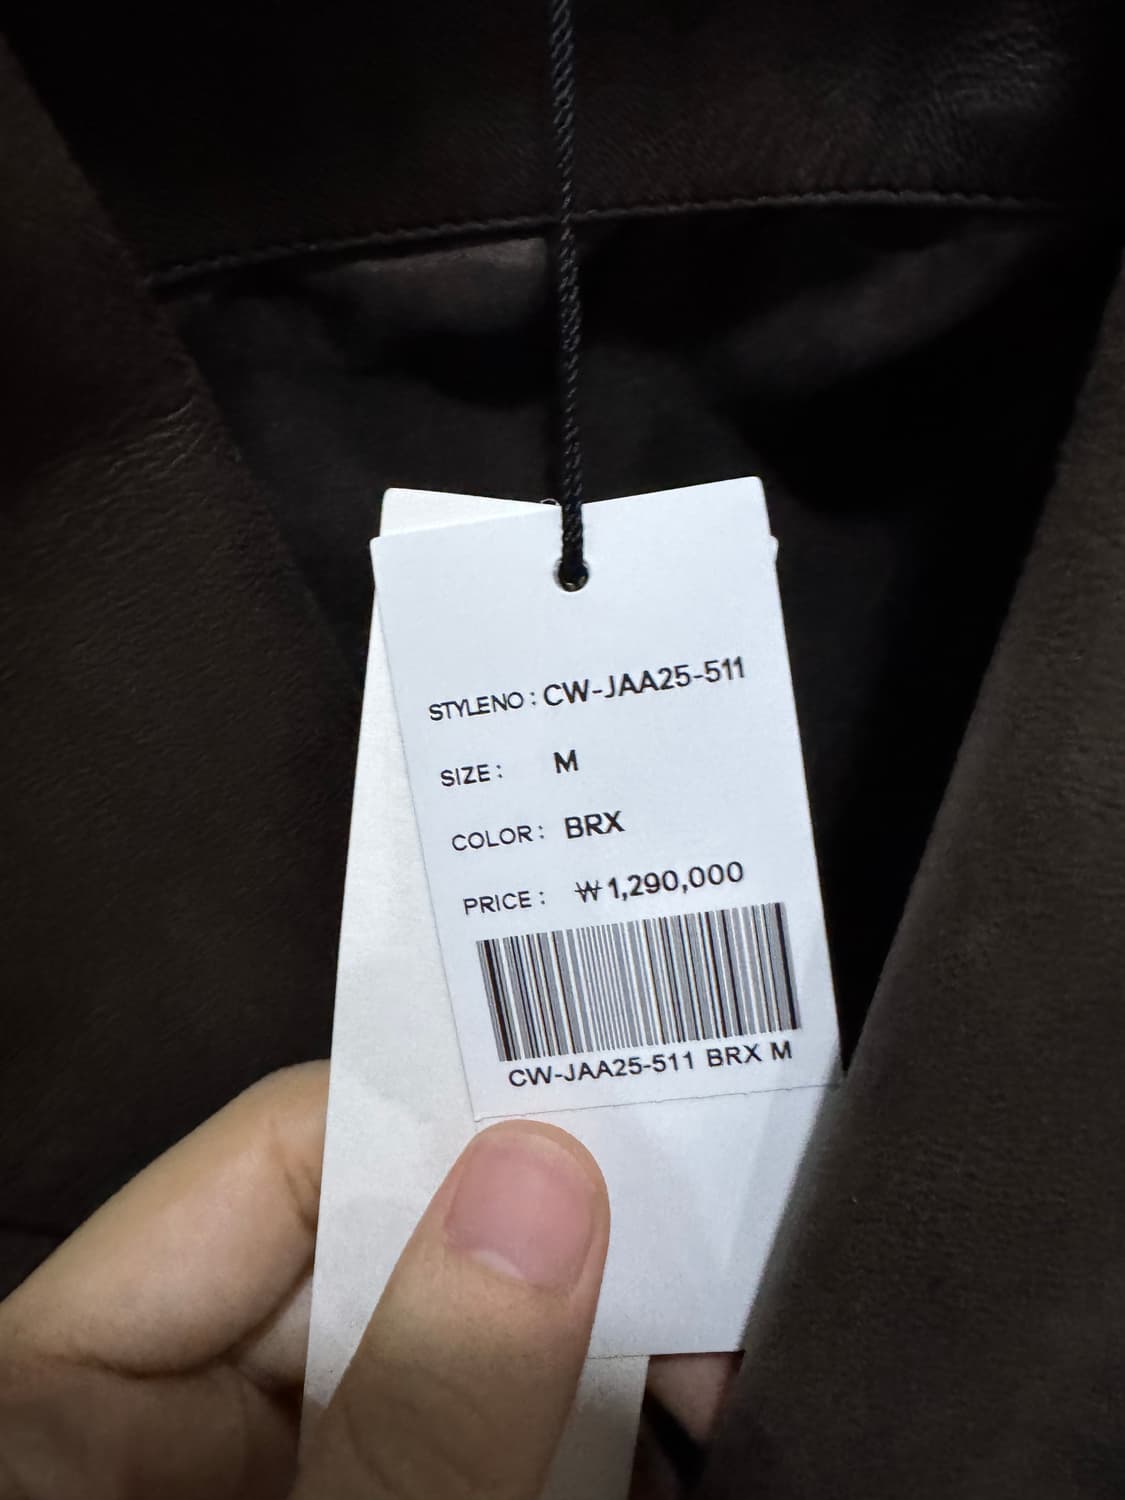 STYLENO : CW-JAA25-511
SIZE : M
COLOR : BRX
PRICE : ₩1,290,000
CW-JAA25-511 BRX M